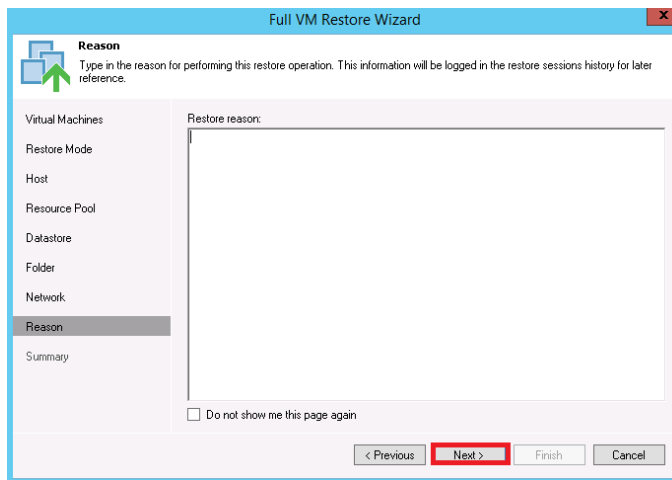 Full VM Restore Wizard
x
Reason
Type in the reason for performing this restore operation. This information will be logged in the restore sessions history for later
reference.
Virtual Machines
Restore Mode
Host
Resource Pool
Datastore
Folder
Network
Reason
Summary
Restore reason:
Do not show me this page again
< Previous
Next >
Finish
Cancel